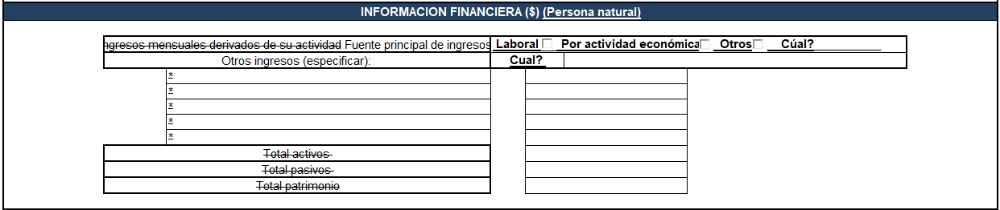 INFORMACION FINANCIERA ($) (Persona natural)
ngresos mensuales derivados de su actividad Fuente principal de ingresos Laboral Por actividad económica Otros Cúal?
Otros ingresos (especificar): Cual?
*
*
*
*
*
Total activos
Total pasivos
Total patrimonio